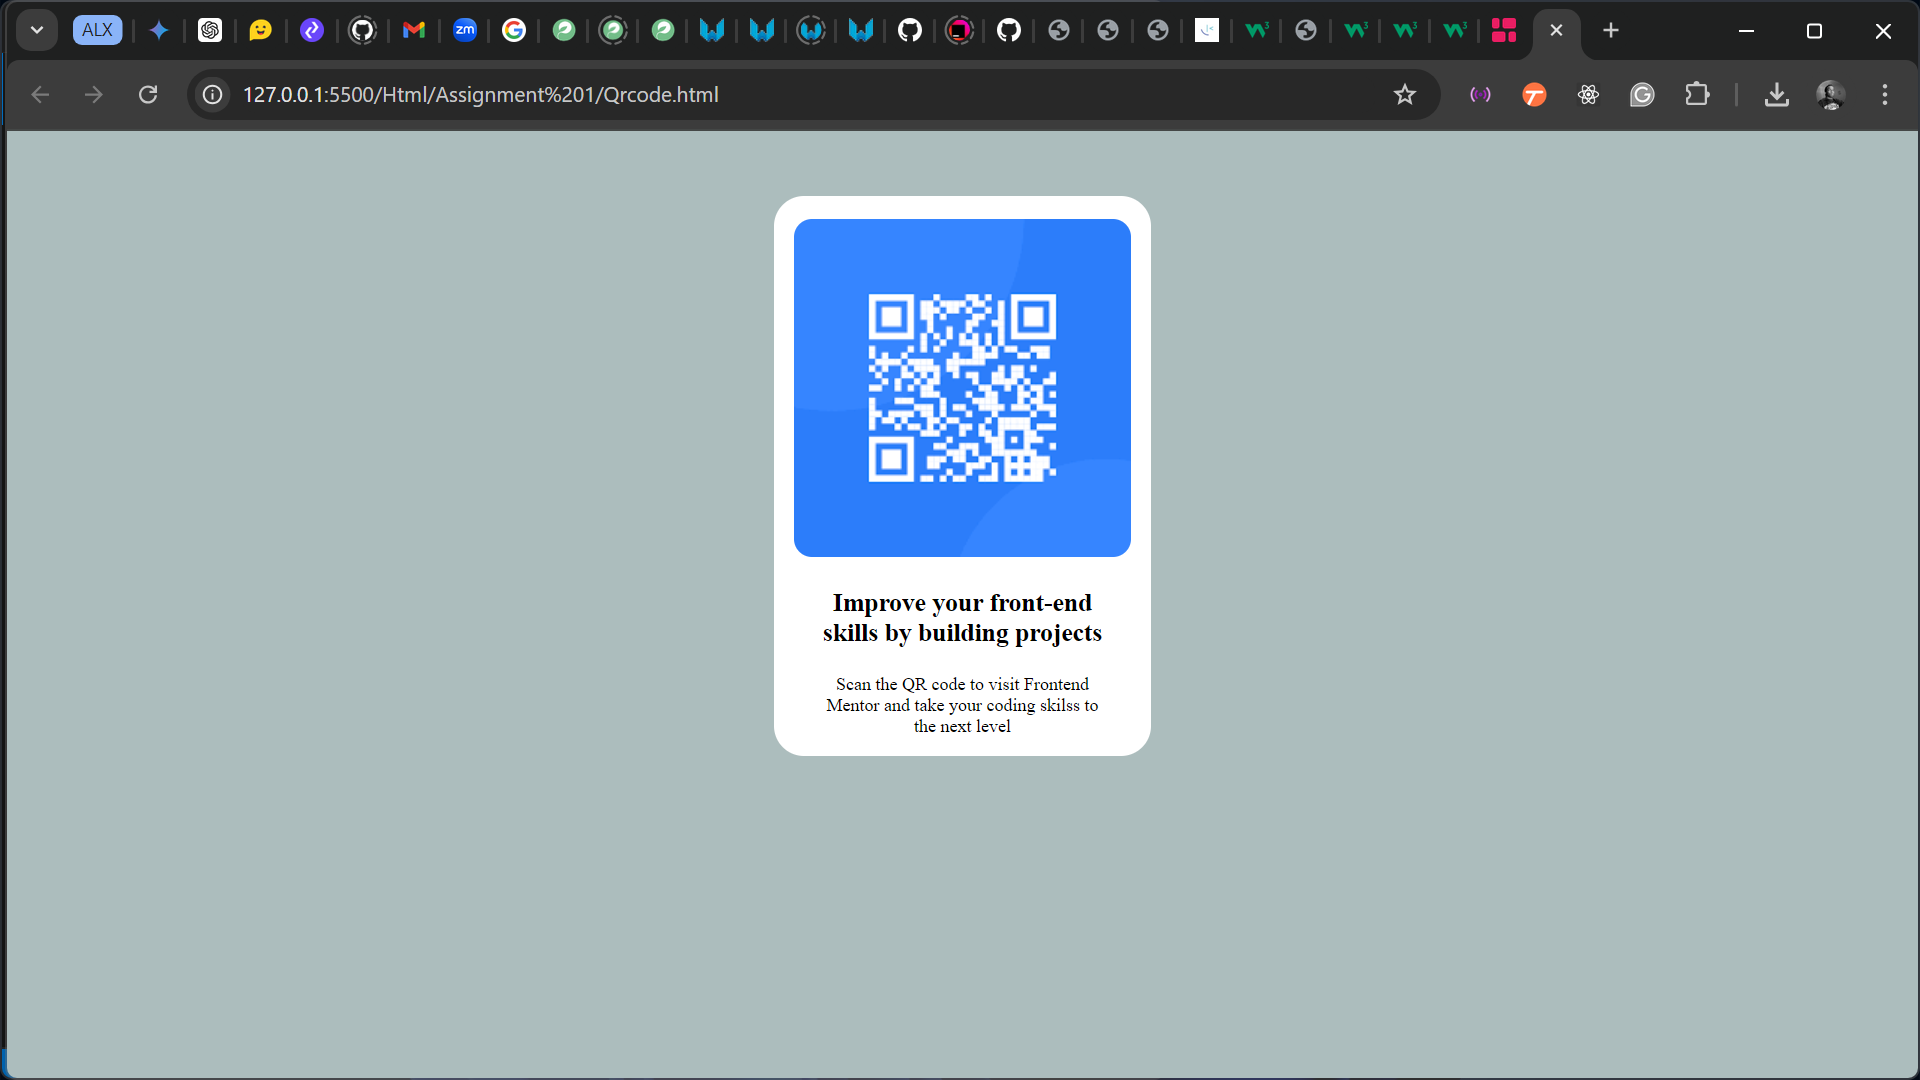 ALX
zm
127.0.0.1:5500/Html/Assignment%201/Qrcode.html
Improve your front-end
skills by building projects
Scan the QR code to visit Frontend
Mentor and take your coding skilss to
the next level